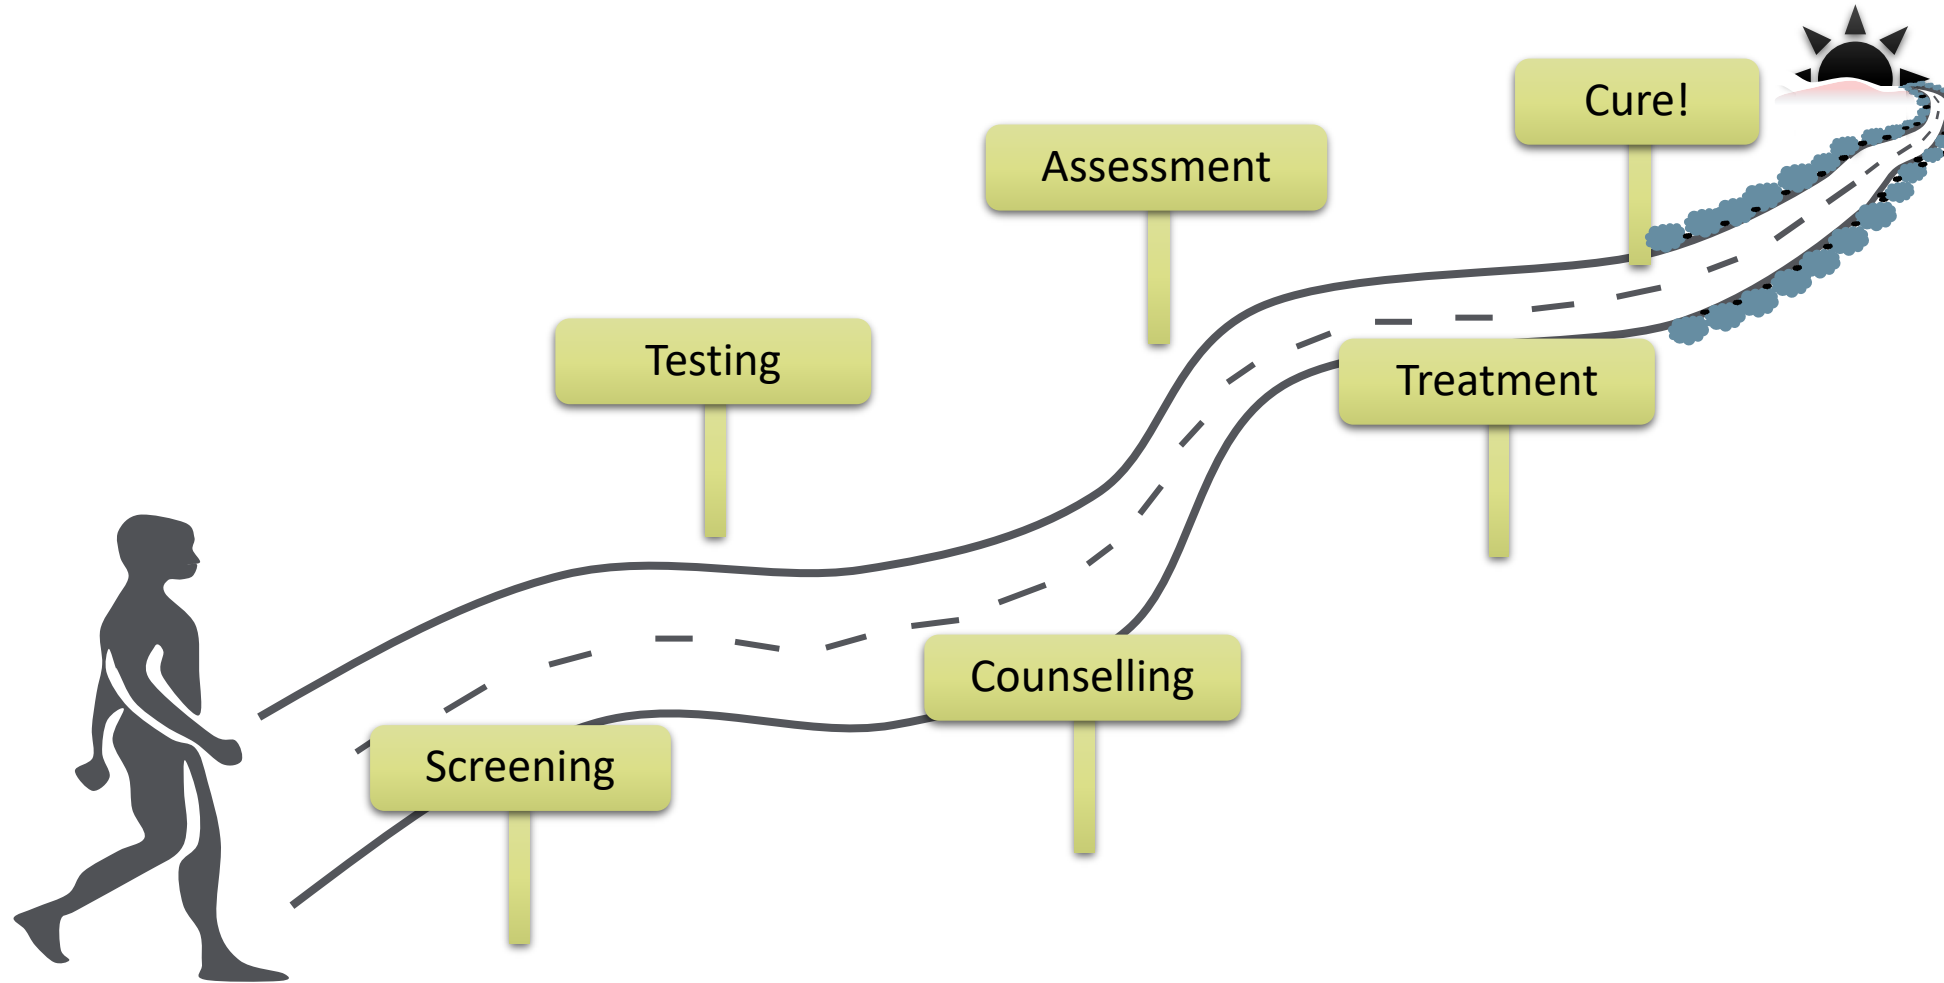 Screening
Testing
Counselling
Assessment
Treatment
Cure!